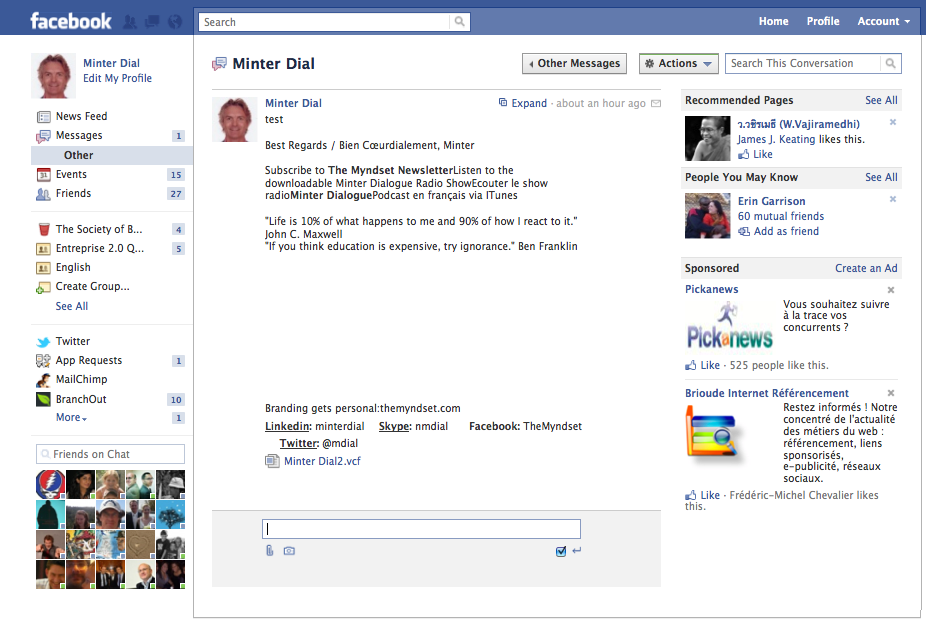 facebook
Search
Home Profile Account
Minter Dial
Edit My Profile
News Feed
Messages 1
Other
Events 15
Friends 27
The Society of B... 4
Entreprise 2.0 Q... 5
English
Create Group...
See All
Twitter
App Requests 1
MailChimp
BranchOut 10
More 1
Friends on Chat
Minter Dial
Other Messages
Actions
Search This Conversation
Minter Dial
Expand · about an hour ago
test
Best Regards / Bien Cœurdialement, Minter
Subscribe to The Myndset NewsletterListen to the
downloadable Minter Dialogue Radio ShowEcouter le show
radioMinter DialoguePodcast en français via ITunes
"Life is 10% of what happens to me and 90% of how I react to it."
John C. Maxwell
"If you think education is expensive, try ignorance." Ben Franklin
Branding gets personal:themyndset.com
Linkedin: minterdial Skype: nmdial Facebook: TheMyndset
Twitter: @mdial
Minter Dial2.vcf
Recommended Pages See All
ว.วชิรเมธี (W.Vajiramedhi)
James J. Keating likes this.
Like
People You May Know See All
Erin Garrison
60 mutual friends
Add as friend
Sponsored Create an Ad
Pickanews
Pickanews
Vous souhaitez suivre
à la trace vos
concurrents ?
Like · 525 people like this.
Brioude Internet Référencement
Restez informés ! Notre
concentré de l'actualité
des métiers du web :
référencement, liens
sponsorisés,
e-publicité, réseaux
sociaux.
Like · Frédéric-Michel Chevalier likes
this.